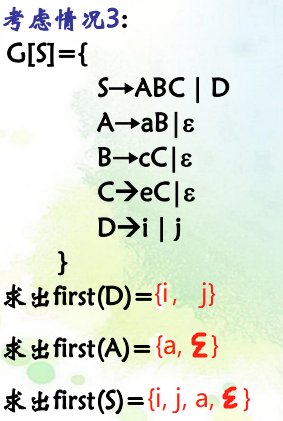 考虑情况3:
G[S]={
S→ABC | D
A→aB|ε
B→cC|ε
C→eC|ε
D→i | j
}
求出first(D)={i, j}
求出first(A)={a, ε}
求出first(S)={i, j, a, ε}